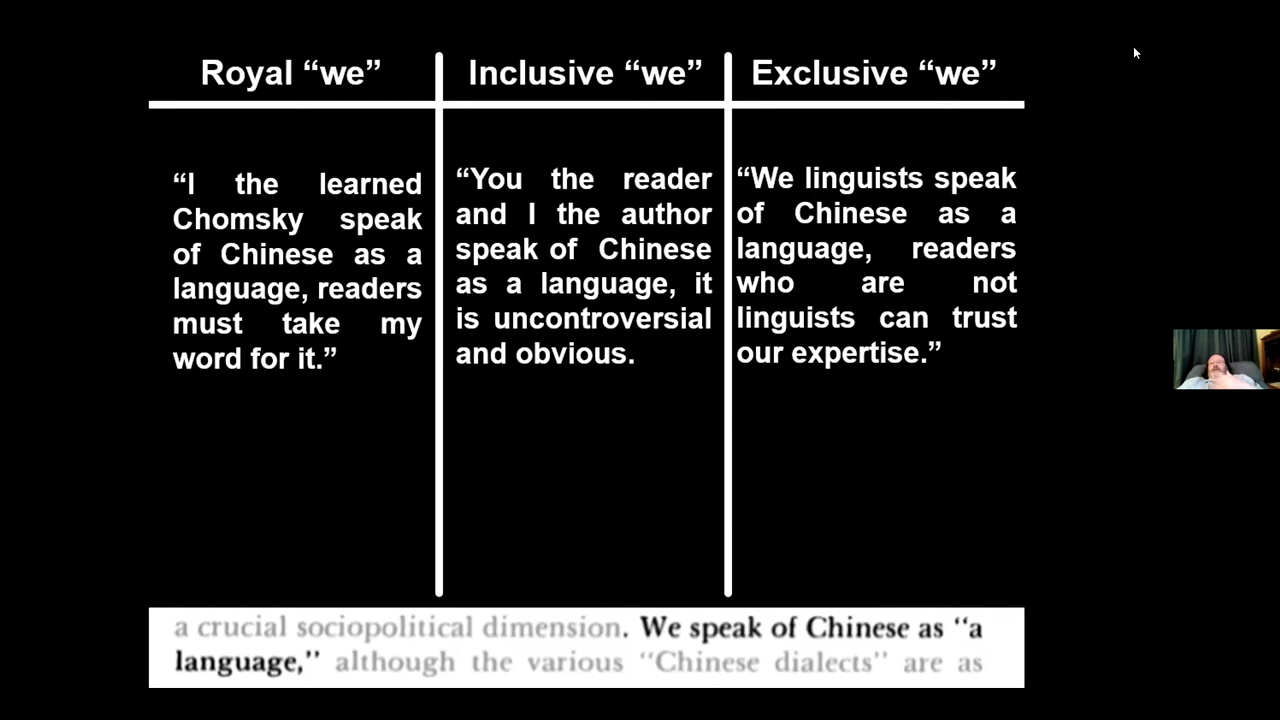 Royal “we”
Inclusive “we”
Exclusive “we”
“I the learned
Chomsky speak
of Chinese as a
language, readers
must take my
word for it.”
“You the reader
and I the author
speak of Chinese
as a language, it
is uncontroversial
and obvious.
“We linguists speak
of Chinese as a
language, readers
who are not
linguists can trust
our expertise.”
a crucial sociopolitical dimension. We speak of Chinese as “a
language,” although the various “Chinese dialects” are as